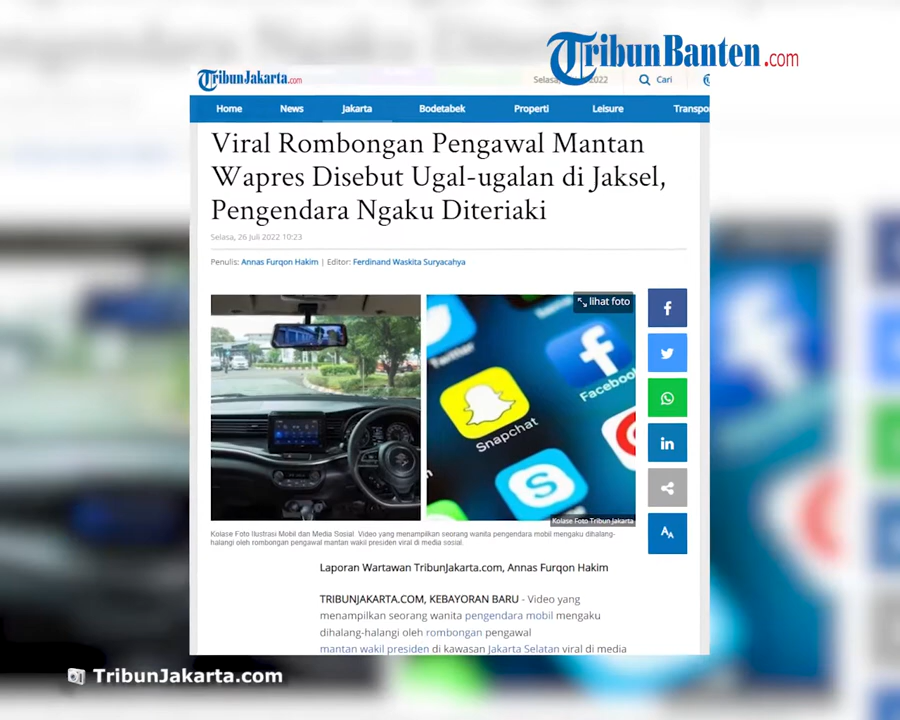 TribunBanten.com
TribunJakarta.com
Selasa, 2022
Cari
Home News Jakarta Bodetabek Properti Leisure Transpo
Viral Rombongan Pengawal Mantan
Wapres Disebut Ugal-ugalan di Jaksel,
Pengendara Ngaku Diteriaki
Selasa, 26 Juli 2022 10:23
Penulis: Annas Furqon Hakim | Editor: Ferdinand Waskita Suryacahya
lihat foto
Twitter
Facebook
Snapchat
Kolase Foto Tribun Jakarta
Kolase Foto Ilustrasi Mobil dan Media Sosial. Video yang menampilkan seorang wanita pengendara mobil mengaku dihalang-
halangi oleh rombongan pengawal mantan wakil presiden viral di media sosial.
Laporan Wartawan TribunJakarta.com, Annas Furqon Hakim
TRIBUNJAKARTA.COM, KEBAYORAN BARU - Video yang
menampilkan seorang wanita pengendara mobil mengaku
dihalang-halangi oleh rombongan pengawal
mantan wakil presiden di kawasan Jakarta Selatan viral di media
TribunJakarta.com